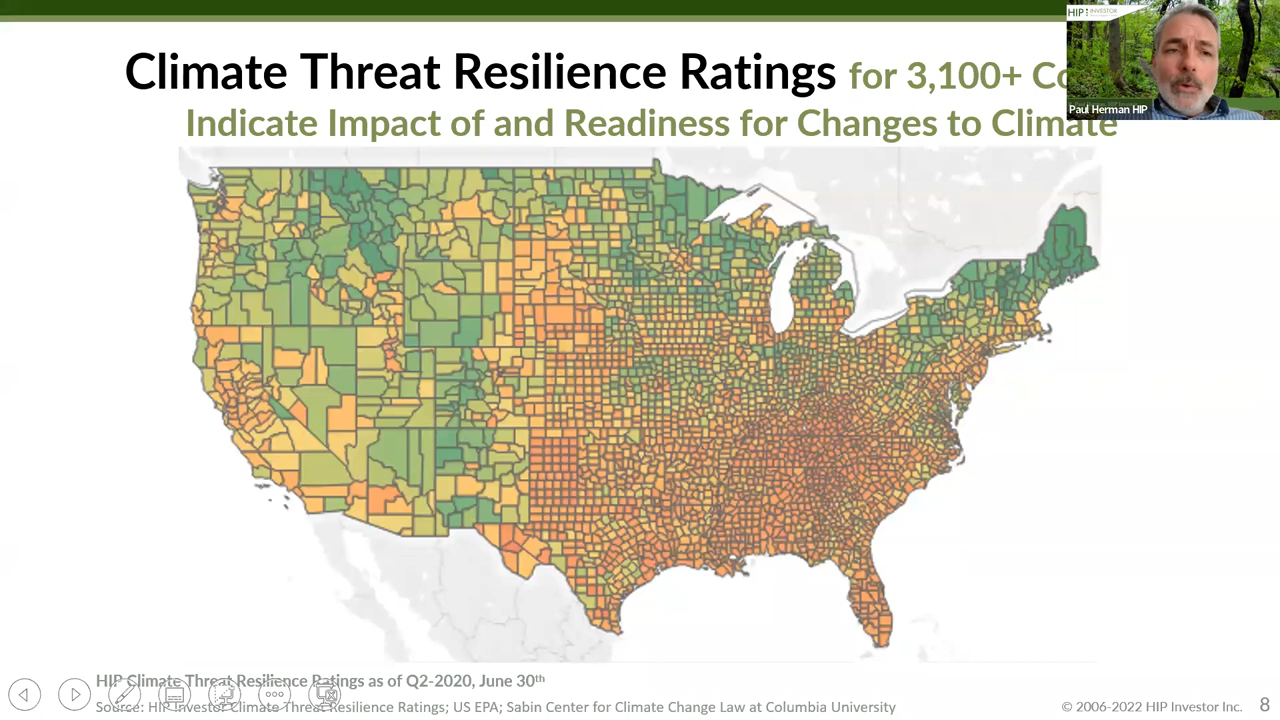 Climate Threat Resilience Ratings for 3,100+ Co
Indicate Impact of and Readiness for Changes to Climate
HIP INVESTOR
Paul Herman HIP
HIP Climate Threat Resilience Ratings as of Q2-2020, June 30th
Source: HIP Investor Climate Threat Resilience Ratings; US EPA; Sabin Center for Climate Change Law at Columbia University
© 2006-2022 HIP Investor Inc. 8